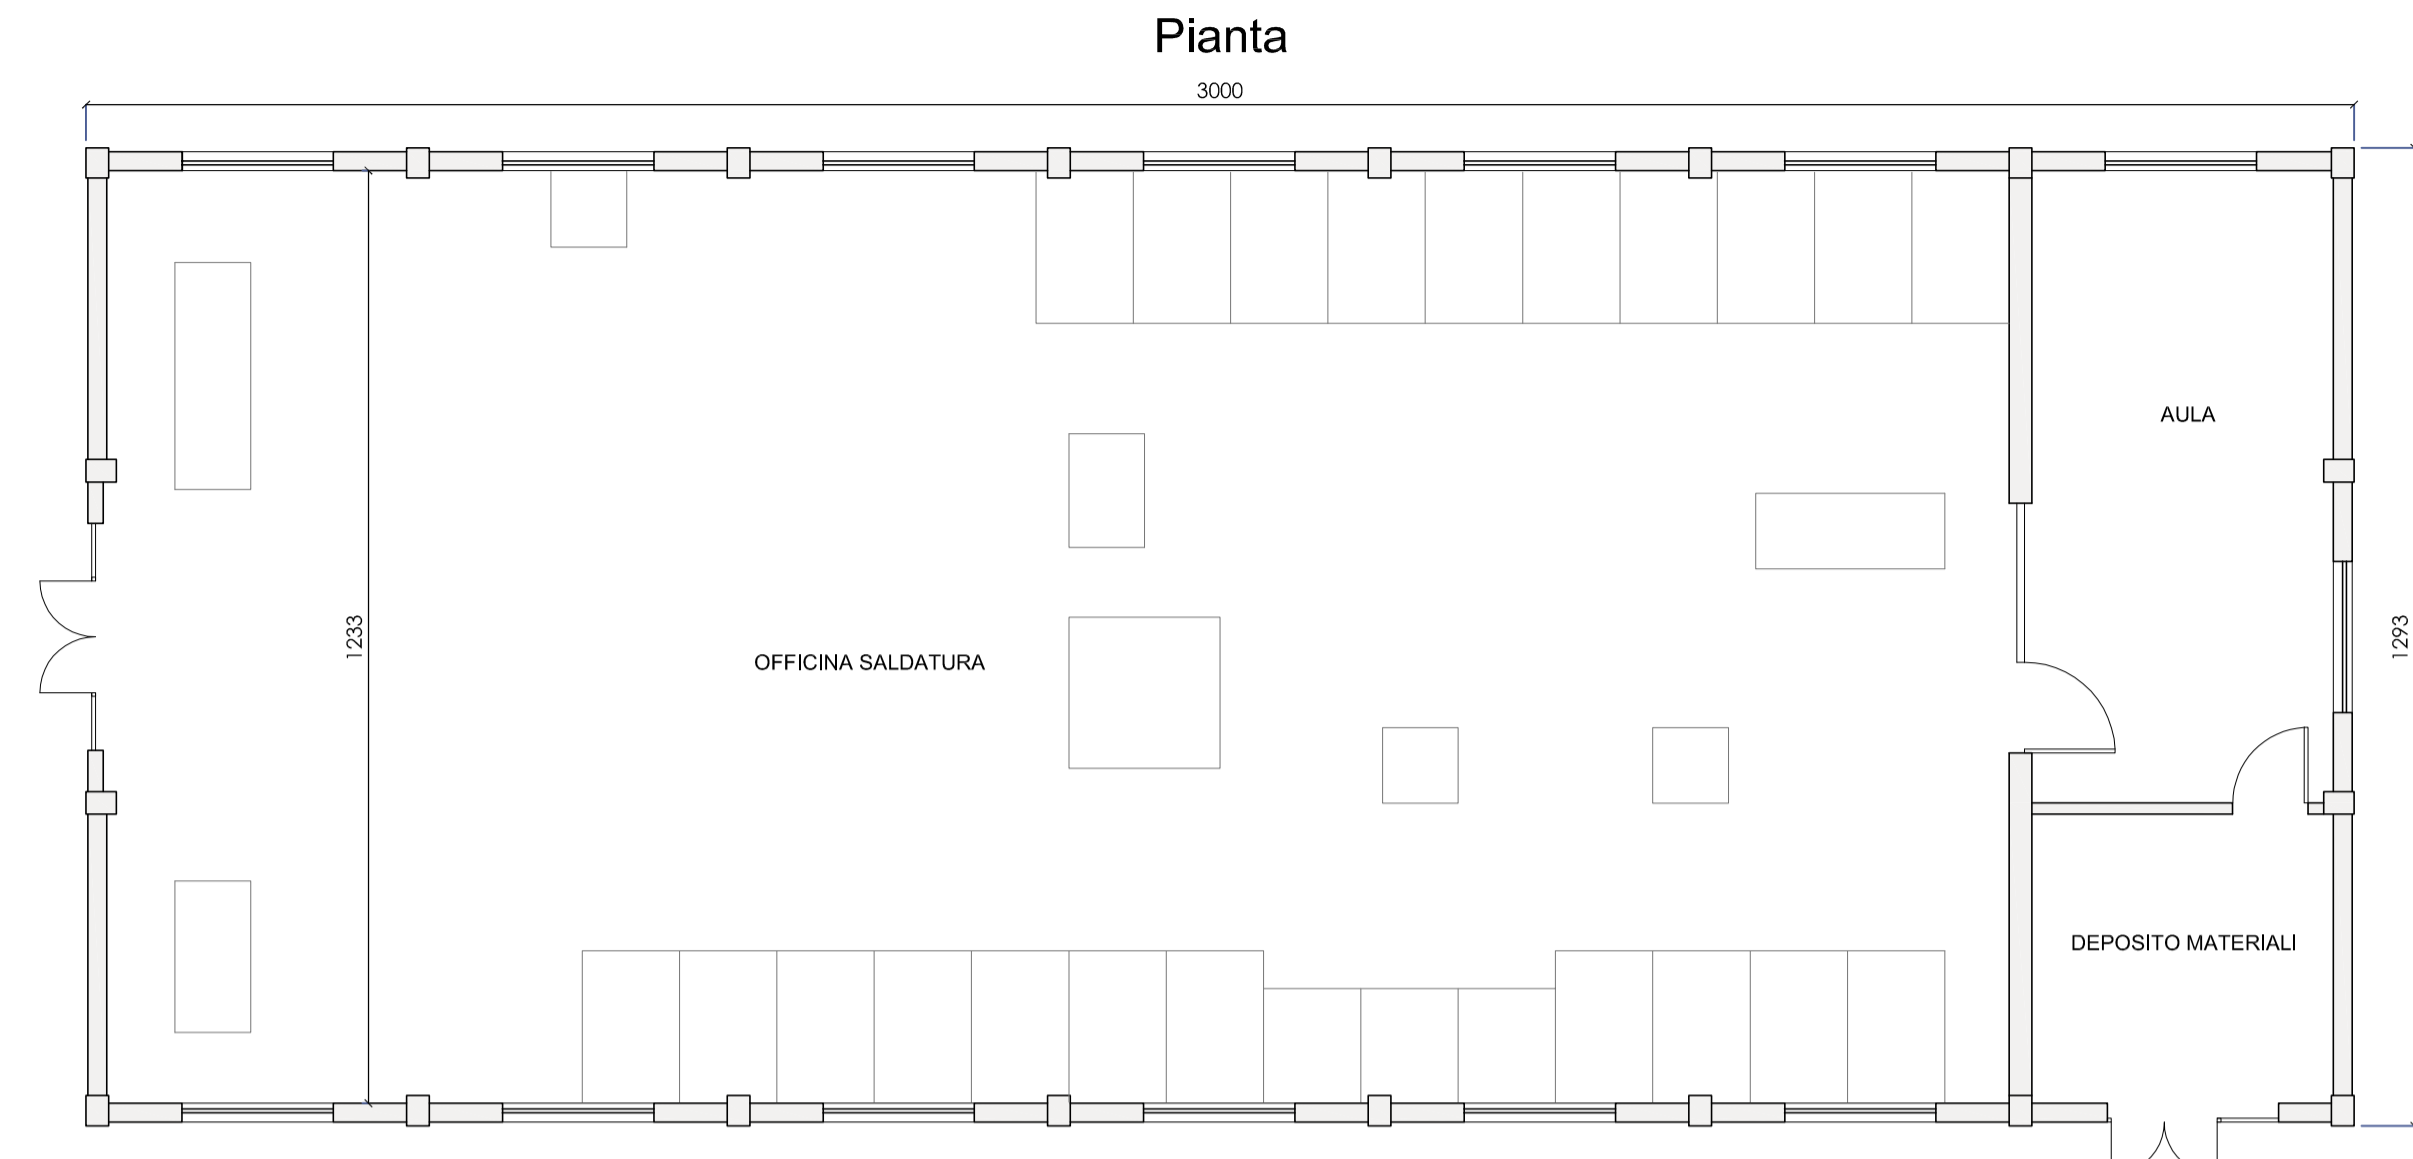 Pianta
3000
AULA
1233
1293
OFFICINA SALDATURA
DEPOSITO MATERIALI